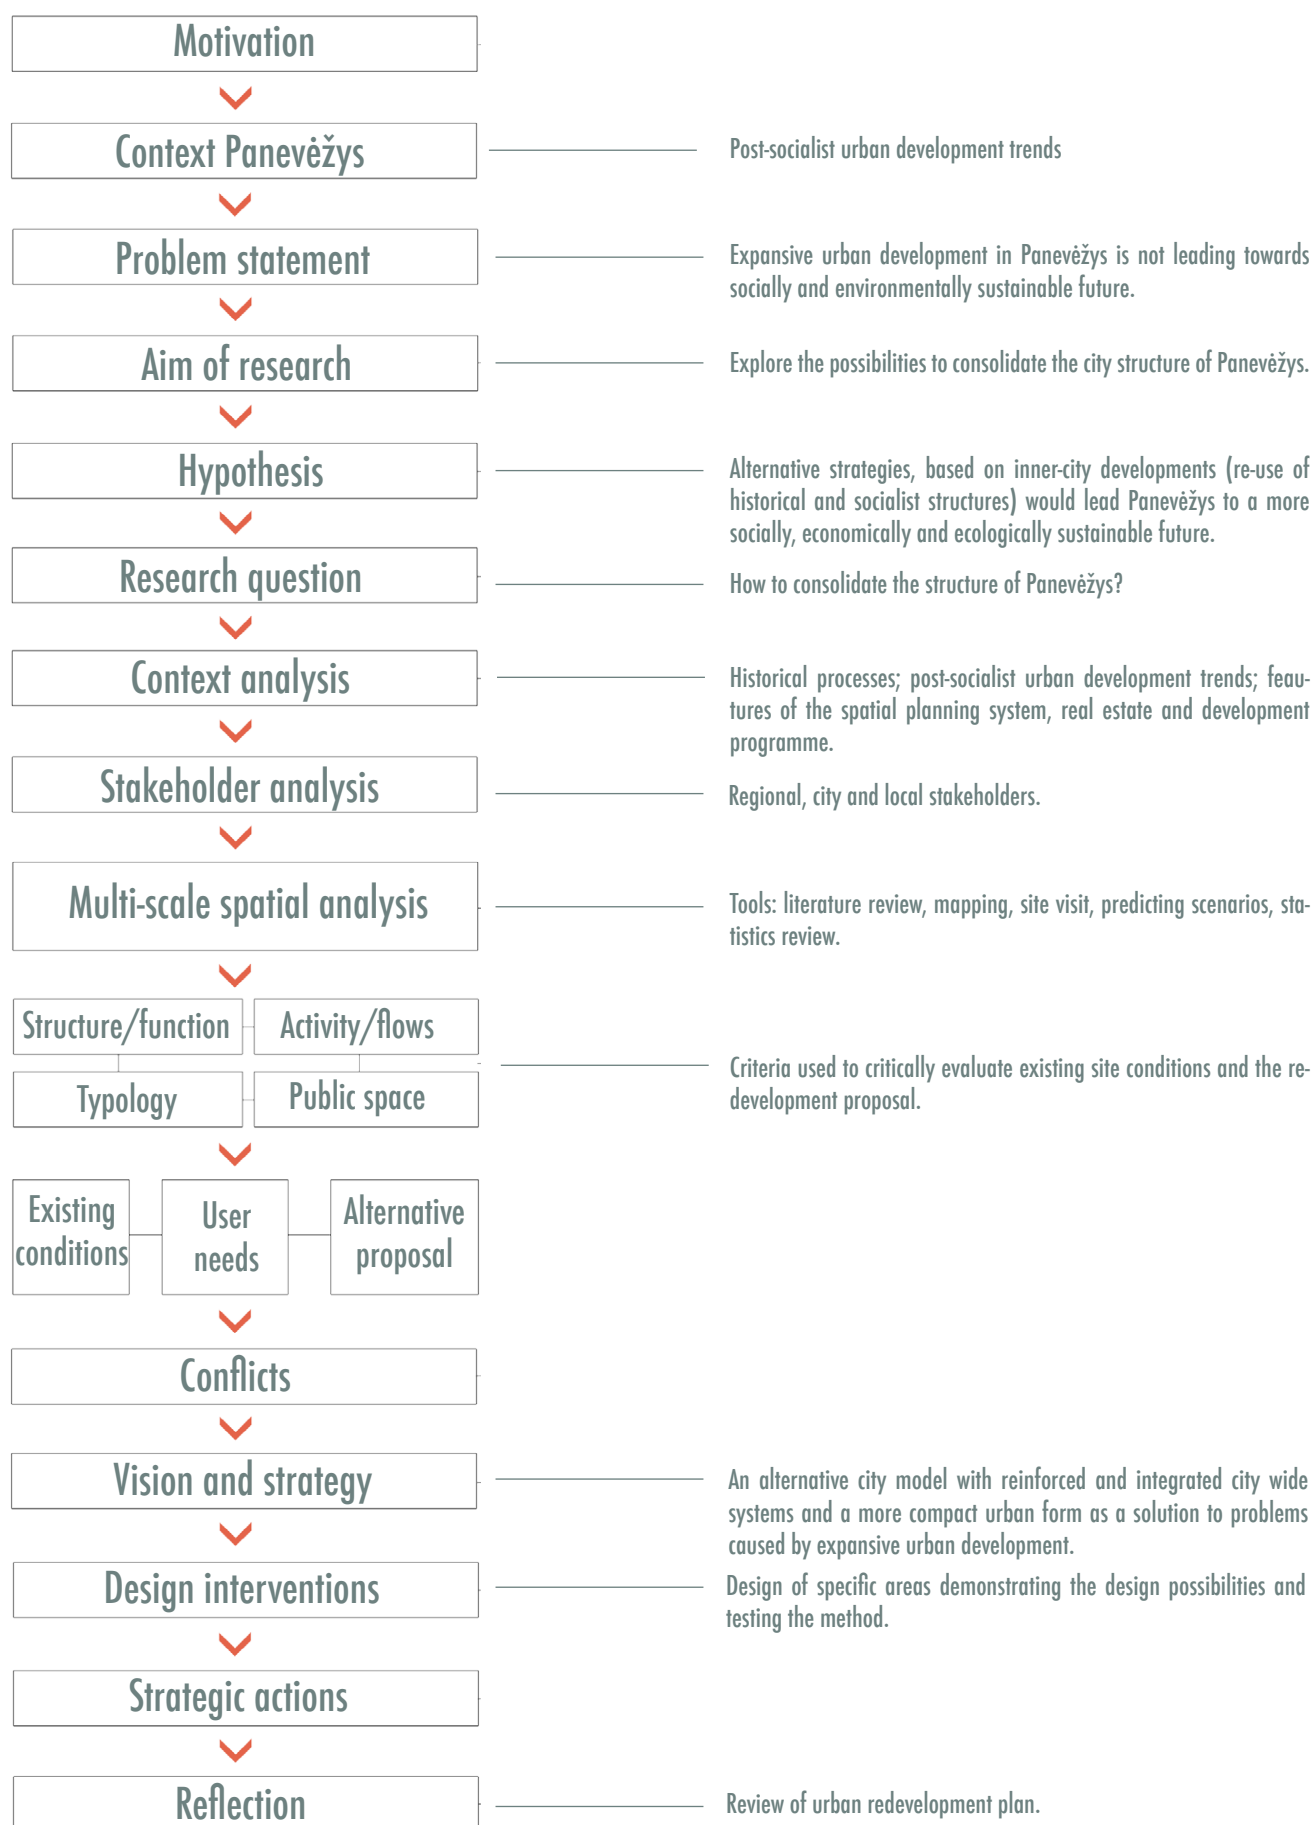 Motivation
Context Panevėžys
Post-socialist urban development trends
Problem statement
Expansive urban development in Panevėžys is not leading towards
socially and environmentally sustainable future.
Aim of research
Explore the possibilities to consolidate the city structure of Panevėžys.
Hypothesis
Alternative strategies, based on inner-city developments (re-use of
historical and socialist structures) would lead Panevėžys to a more
socially, economically and ecologically sustainable future.
Research question
How to consolidate the structure of Panevėžys?
Context analysis
Historical processes; post-socialist urban development trends; feau-
tures of the spatial planning system, real estate and development
programme.
Stakeholder analysis
Regional, city and local stakeholders.
Multi-scale spatial analysis
Tools: literature review, mapping, site visit, predicting scenarios, sta-
tistics review.
Structure/function
Activity/flows
Typology
Public space
Criteria used to critically evaluate existing site conditions and the re-
development proposal.
Existing
conditions
User
needs
Alternative
proposal
Conflicts
Vision and strategy
An alternative city model with reinforced and integrated city wide
systems and a more compact urban form as a solution to problems
caused by expansive urban development.
Design interventions
Design of specific areas demonstrating the design possibilities and
testing the method.
Strategic actions
Reflection
Review of urban redevelopment plan.